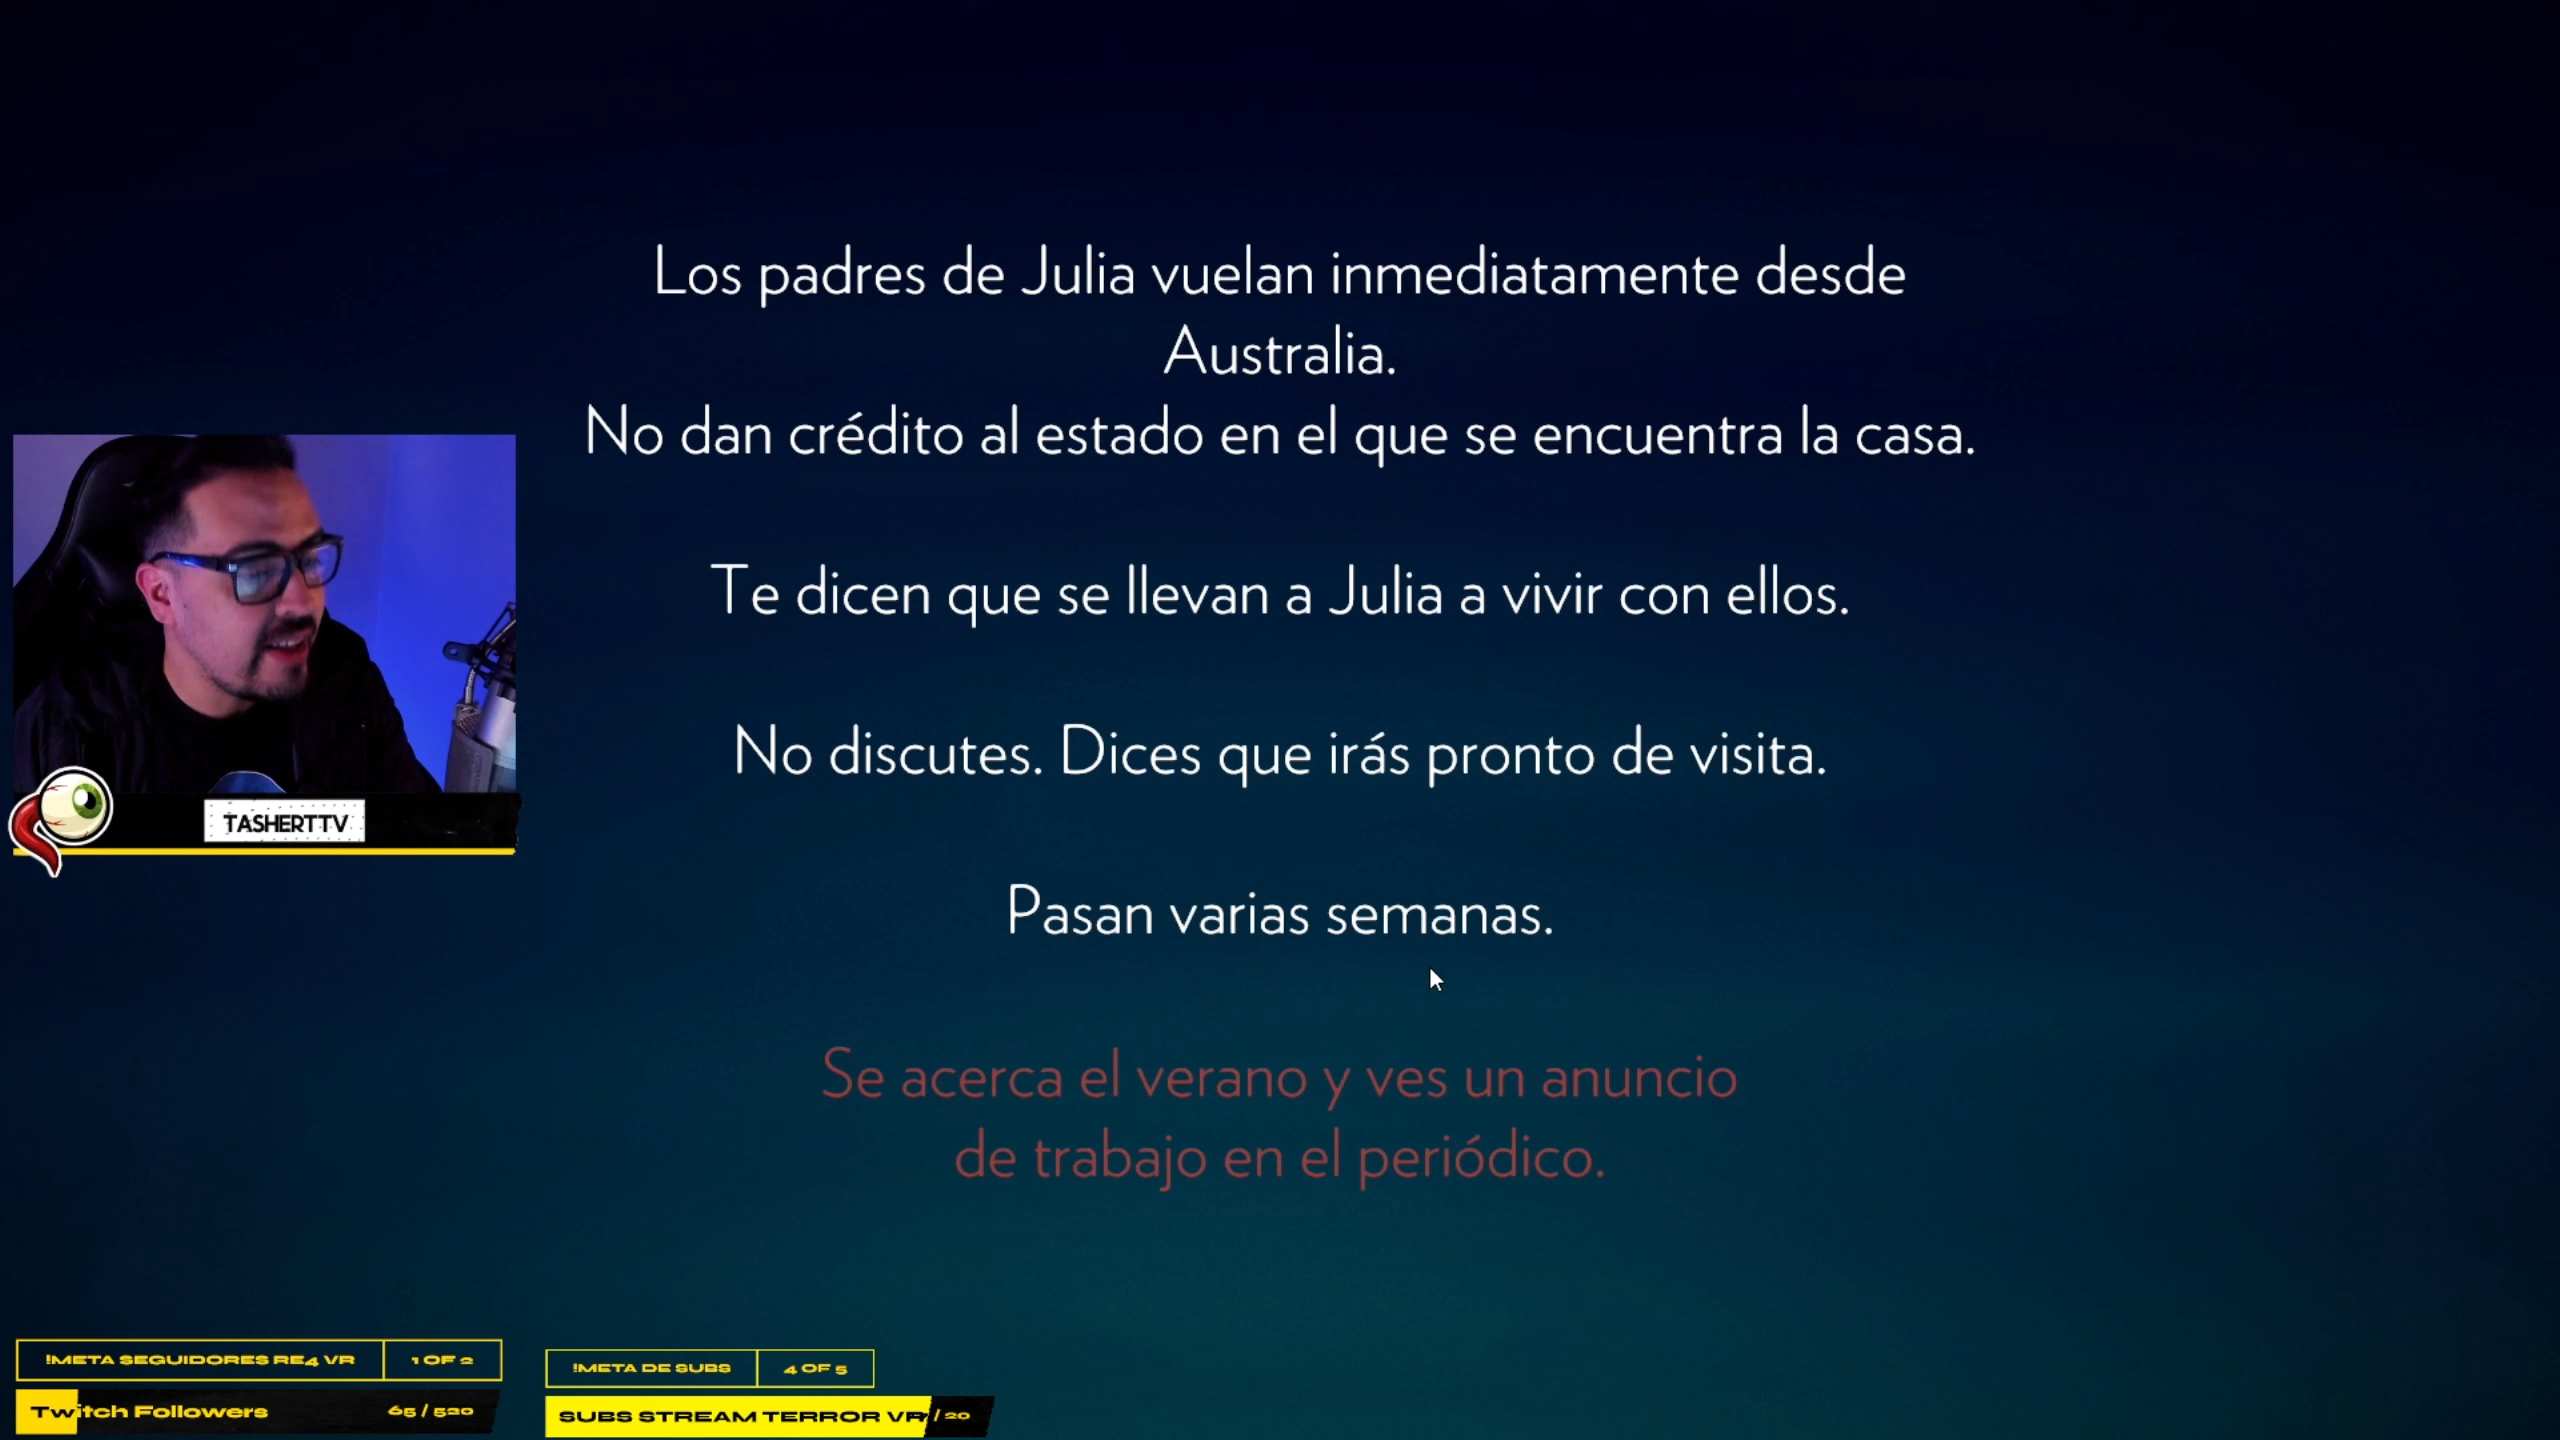 Los padres de Julia vuelan inmediatamente desde
Australia.
No dan crédito al estado en el que se encuentra la casa.
Te dicen que se llevan a Julia a vivir con ellos.
No discutes. Dices que irás pronto de visita.
Pasan varias semanas.
Se acerca el verano y ves un anuncio
de trabajo en el periódico.
TASHERTTV
!META SEGUIDORES RE4 VR 1 OF 2
Twitch Followers 65 / 520
!META DE SUBS 4 OF 5
SUBS STREAM TERROR VR / 20